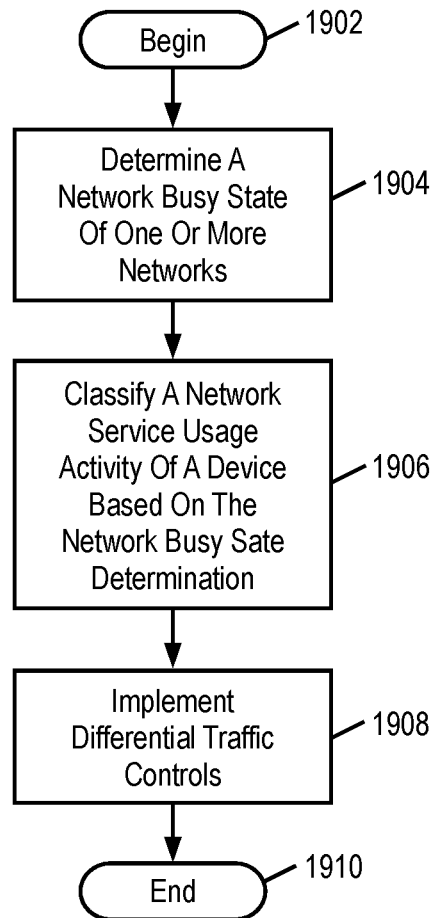 Begin
1902
Determine A
Network Busy State
Of One Or More
Networks
1904
Classify A Network
Service Usage
Activity Of A Device
Based On The
Network Busy Sate
Determination
1906
Implement
Differential Traffic
Controls
1908
End
1910